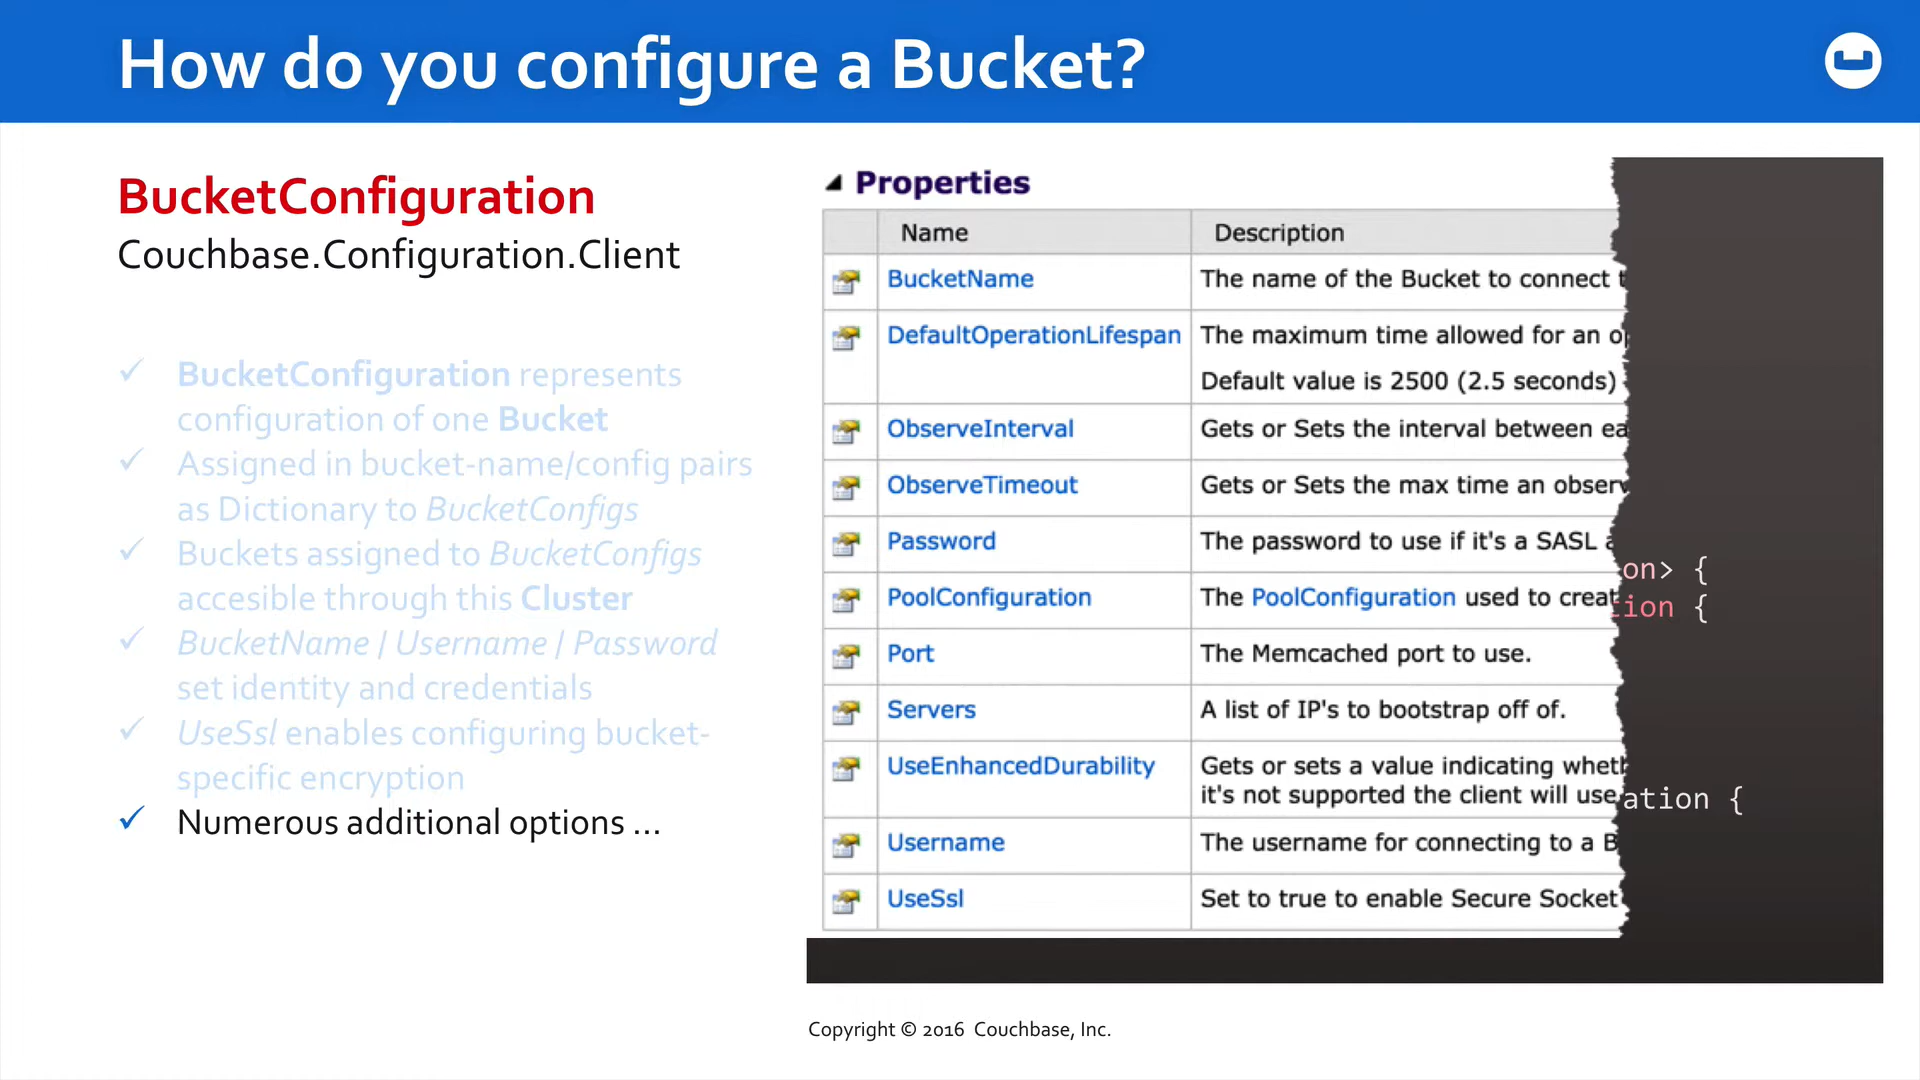 How do you configure a Bucket?
BucketConfiguration
Couchbase.Configuration.Client
BucketConfiguration represents
configuration of one Bucket
Assigned in bucket-name/config pairs
as Dictionary to BucketConfigs
Buckets assigned to BucketConfigs
accesible through this Cluster
BucketName / Username / Password
set identity and credentials
UseSsl enables configuring bucket-
specific encryption
Numerous additional options ...
Properties
Name Description
BucketName The name of the Bucket to connect
DefaultOperationLifespan The maximum time allowed for an
Default value is 2500 (2.5 seconds)
ObserveInterval Gets or Sets the interval between
ObserveTimeout Gets or Sets the max time an
Password The password to use if it's a SASL
on> {
PoolConfiguration The PoolConfiguration used to
tion {
Port The Memcached port to use.
Servers A list of IP's to bootstrap off of.
UseEnhancedDurability Gets or sets a value indicating
it's not supported the client will use
ation {
Username The username for connecting to a
UseSsl Set to true to enable Secure Socket
Copyright © 2016 Couchbase, Inc.